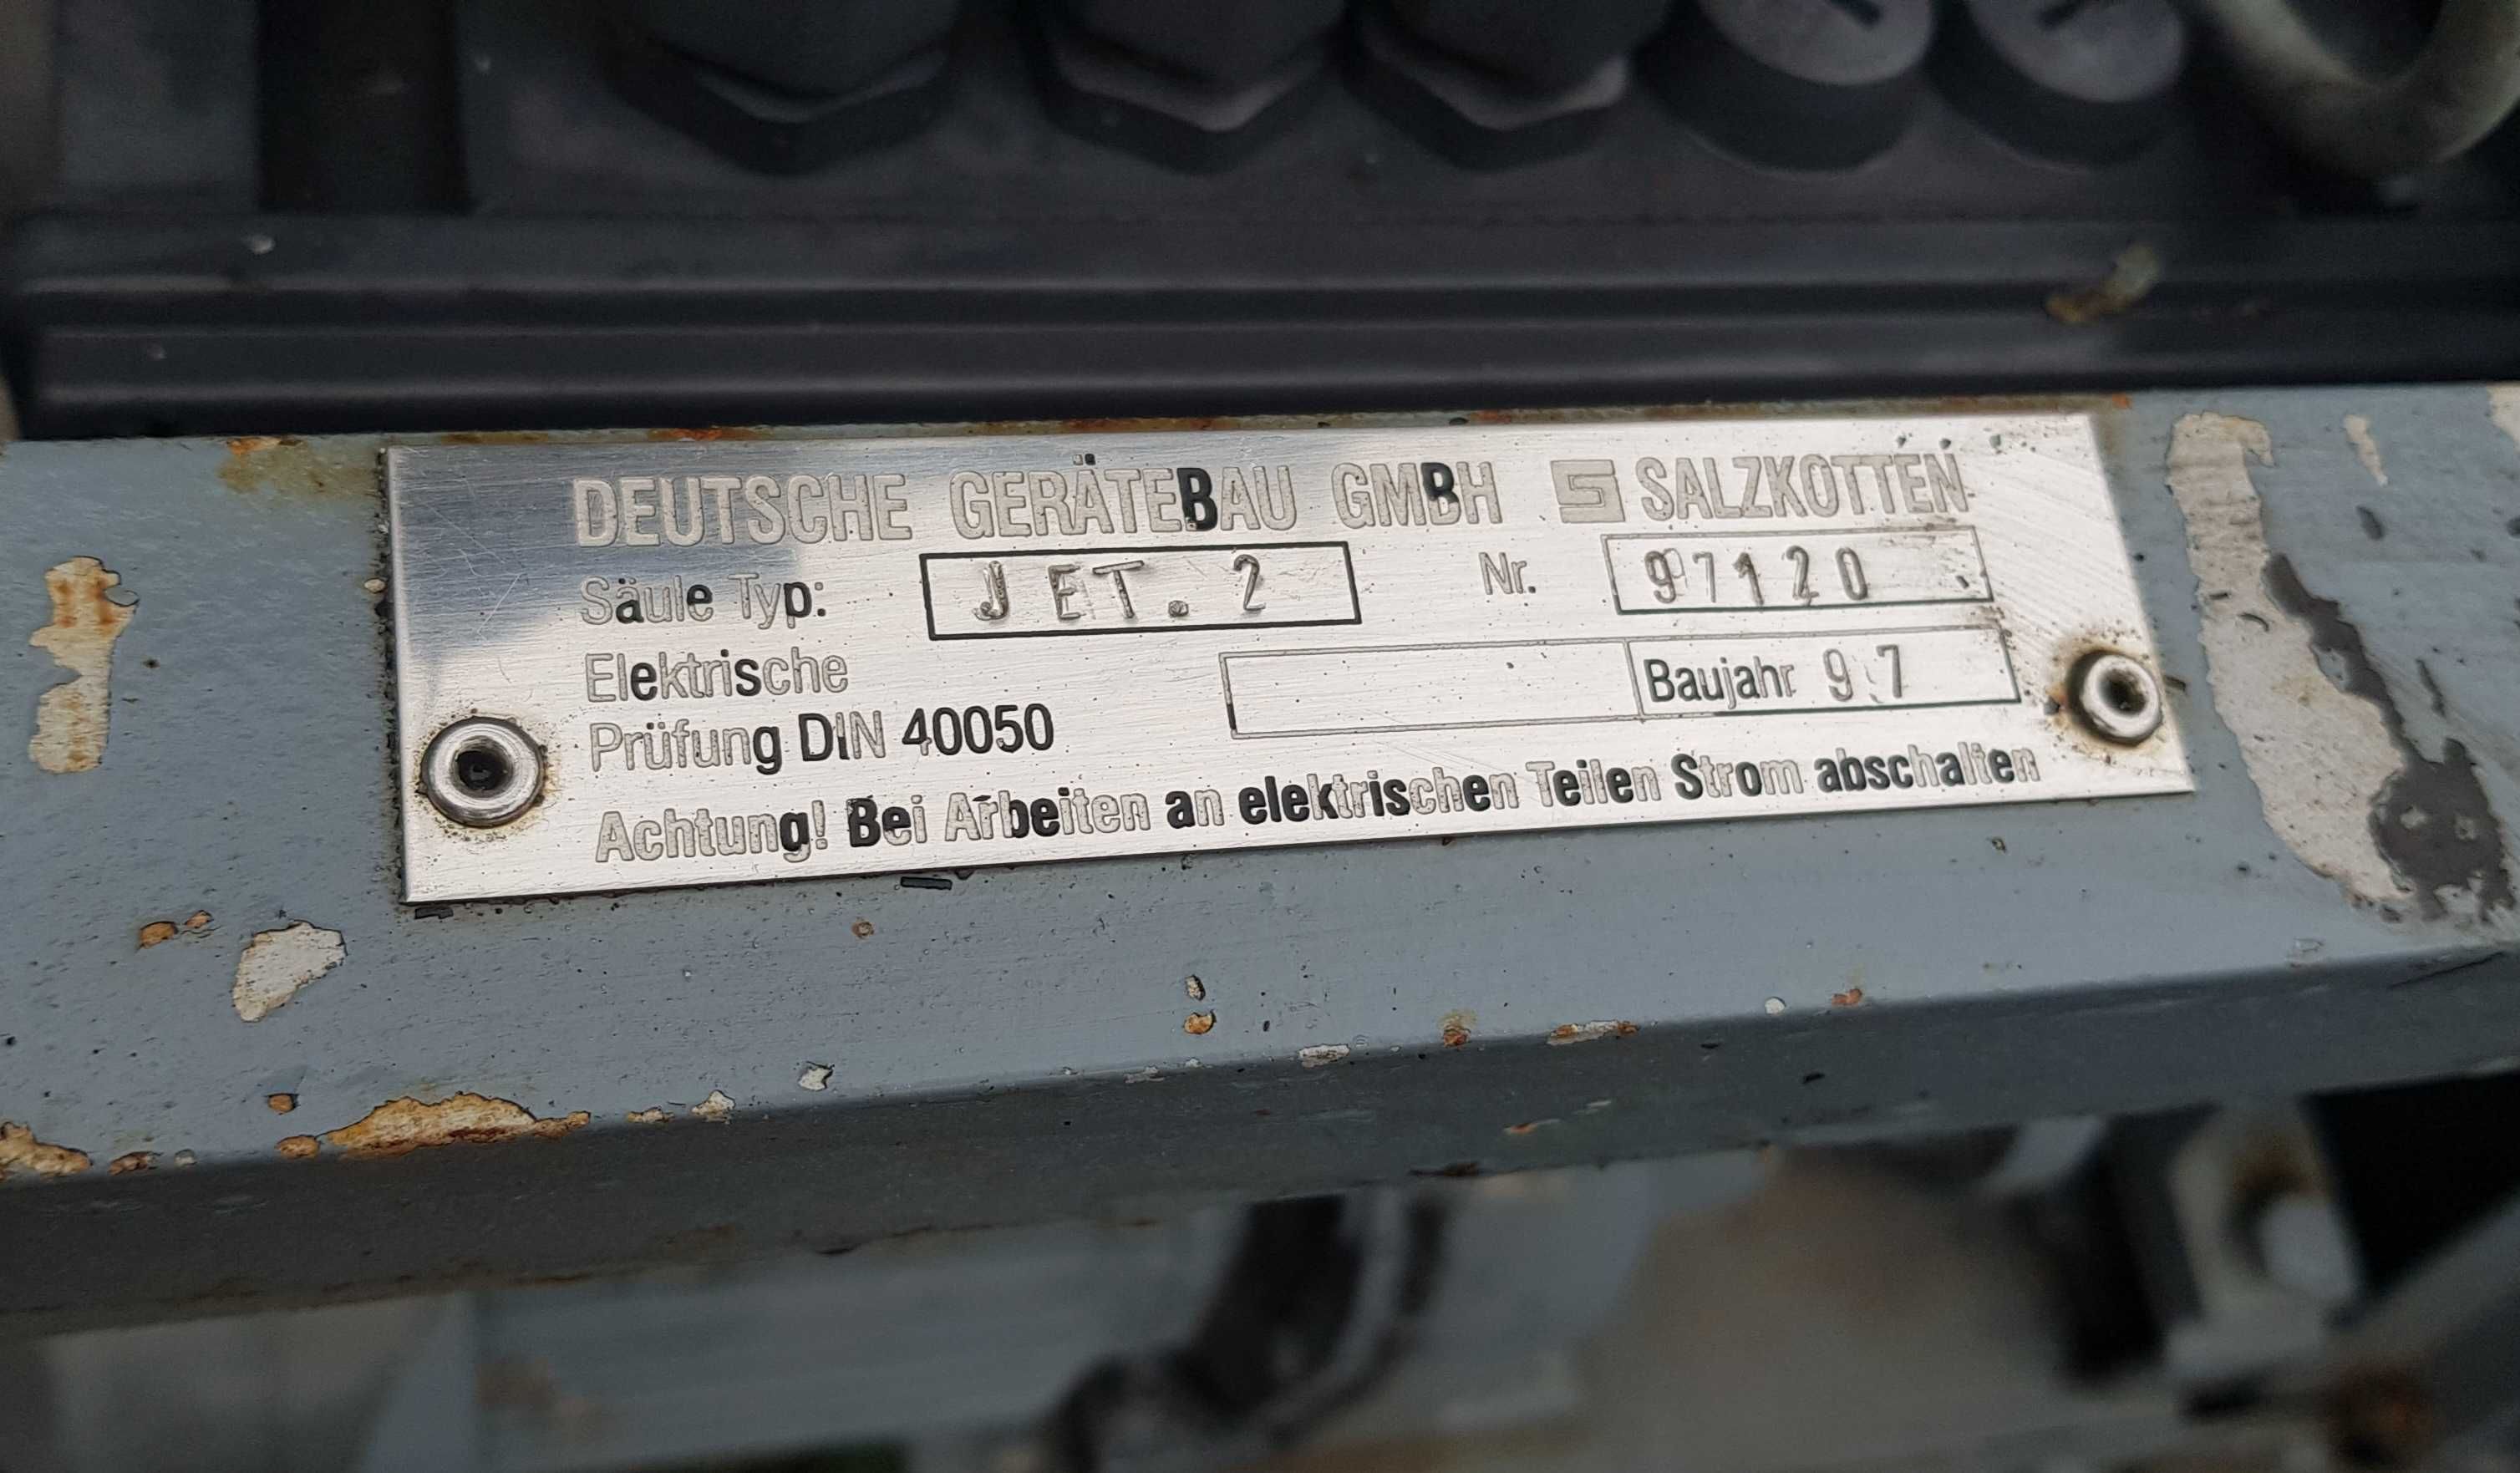 DEUTSCHE GERÄTEBAU GMBH S SALZKOTTEN
Säule Typ: JET.2 Nr. 97120
Elektrische
Prüfung DIN 40050 Baujahr 97
Achtung! Bei Arbeiten an elektrischen Teilen Strom abschalten